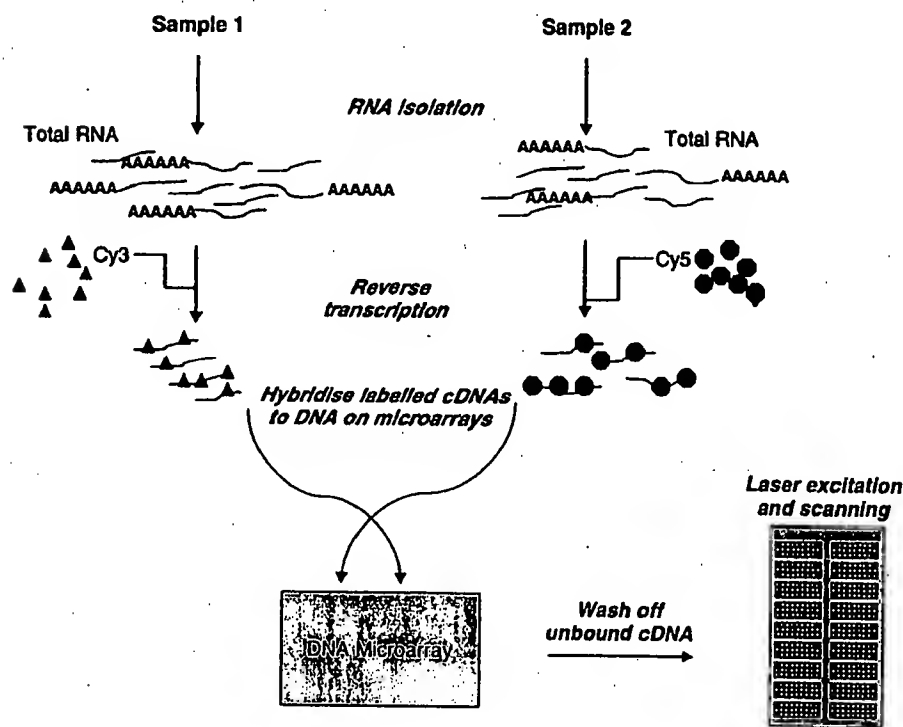 Sample 1
Sample 2
RNA isolation
Total RNA
Total RNA
AAAAAA
AAAAAA
AAAAAA
AAAAAA
AAAAAA
AAAAAA
AAAAAA
Cy3
Cy5
Reverse
transcription
Hybridise labelled cDNAs
to DNA on microarrays
Laser excitation
and scanning
DNA Microarray
Wash off
unbound cDNA